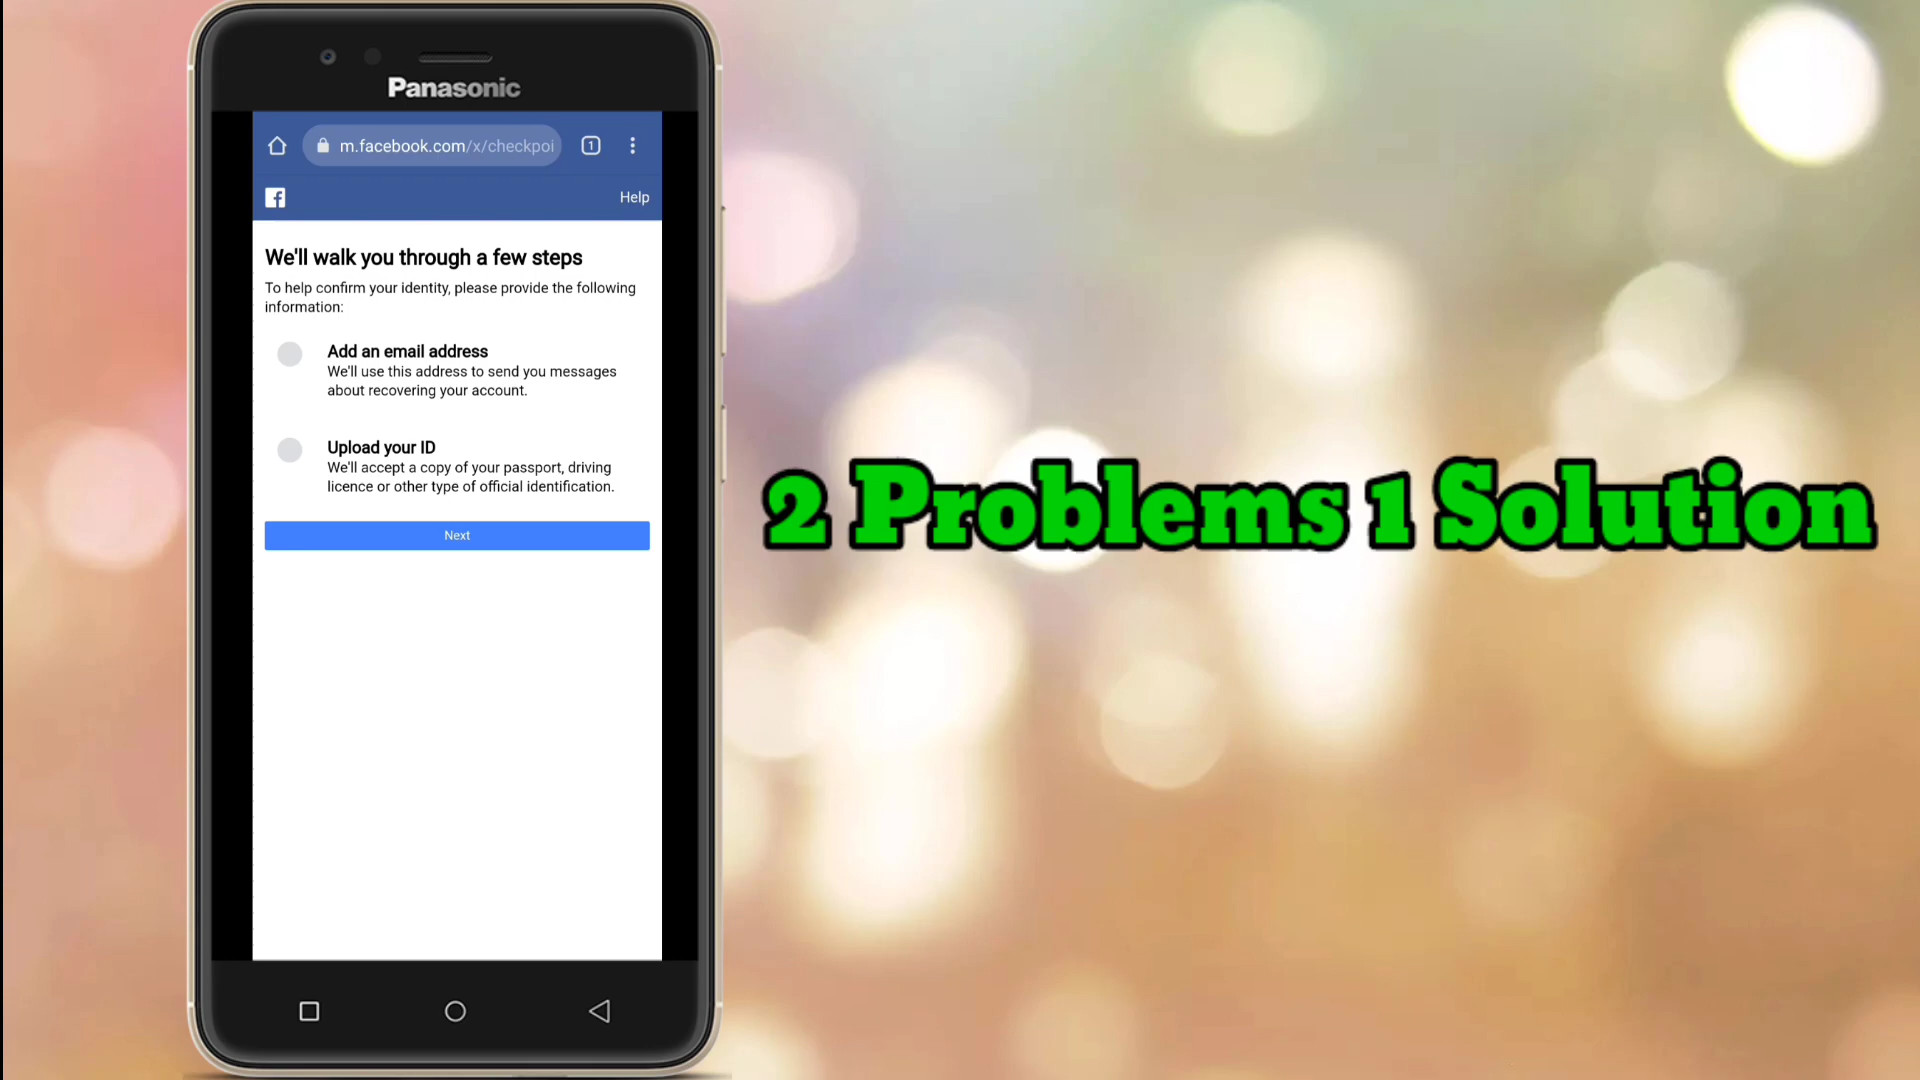 Panasonic
m.facebook.com/x/checkpoi
1
Help
We'll walk you through a few steps
To help confirm your identity, please provide the following
information:
Add an email address
We'll use this address to send you messages
about recovering your account.
Upload your ID
We'll accept a copy of your passport, driving
licence or other type of official identification.
Next
2 Problems 1 Solution